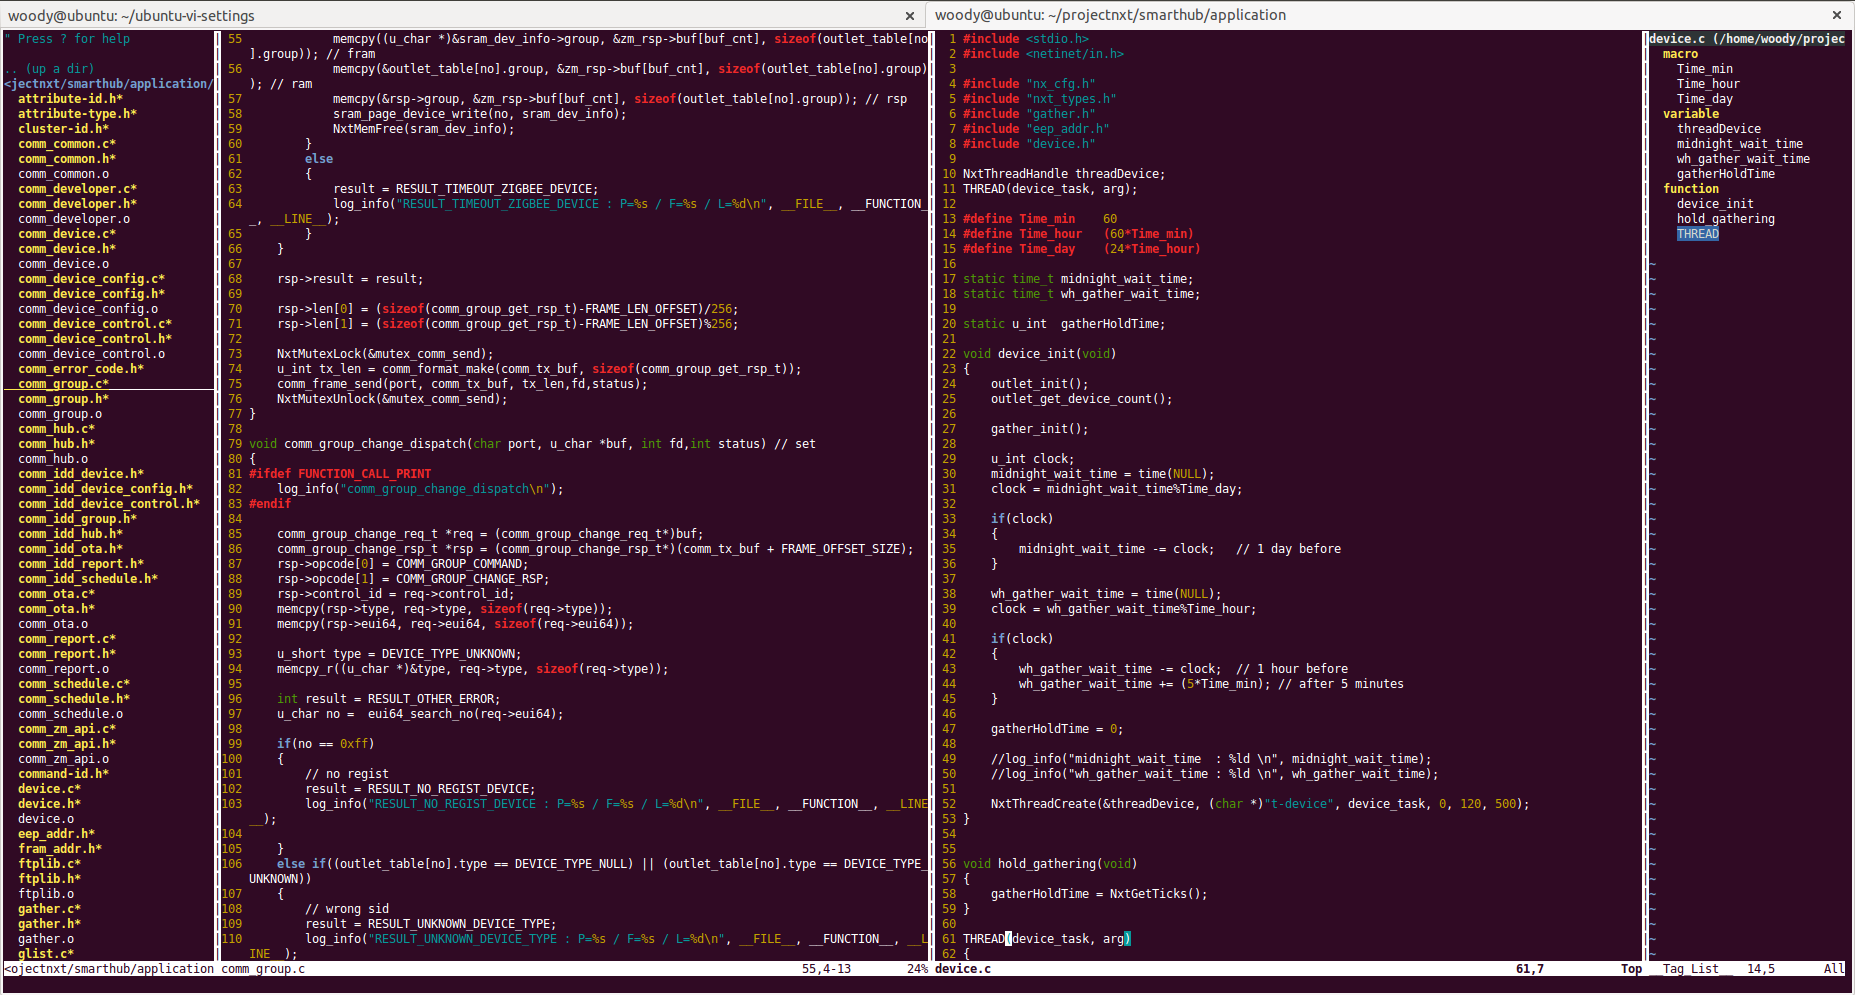 woody@ubuntu: ~/ubuntu-vi-settings
×
" Press ? for help
.. (up a dir)
<jectnxt/smarthub/application/
attribute-id.h*
attribute-type.h*
cluster-id.h*
comm_common.c*
comm_common.h*
comm_common.o
comm_developer.c*
comm_developer.h*
comm_developer.o
comm_device.c*
comm_device.h*
comm_device.o
comm_device_config.c*
comm_device_config.h*
comm_device_config.o
comm_device_control.c*
comm_device_control.h*
comm_device_control.o
comm_error_code.h*
comm_group.c*
comm_group.h*
comm_group.o
comm_hub.c*
comm_hub.h*
comm_hub.o
comm_idd_device.h*
comm_idd_device_config.h*
comm_idd_device_control.h*
comm_idd_group.h*
comm_idd_hub.h*
comm_idd_ota.h*
comm_idd_report.h*
comm_idd_schedule.h*
comm_ota.c*
comm_ota.h*
comm_ota.o
comm_report.c*
comm_report.h*
comm_report.o
comm_schedule.c*
comm_schedule.h*
comm_schedule.o
comm_zm_api.c*
comm_zm_api.h*
comm_zm_api.o
command-id.h*
device.c*
device.h*
device.o
eep_addr.h*
fram_addr.h*
ftplib.c*
ftplib.h*
ftplib.o
gather.c*
gather.h*
gather.o
glist.c*
<ojectnxt/smarthub/application
55             memcpy((u_char *)&sram_dev_info->group, &zm_rsp->buf[buf_cnt], sizeof(outlet_table[no
].group)); // fram
56             memcpy(&outlet_table[no].group, &zm_rsp->buf[buf_cnt], sizeof(outlet_table[no].group)
); // ram
57             memcpy(&rsp->group, &zm_rsp->buf[buf_cnt], sizeof(outlet_table[no].group)); // rsp
58             sram_page_device_write(no, sram_dev_info);
59             NxtMemFree(sram_dev_info);
60         }
61         else
62         {
63             result = RESULT_TIMEOUT_ZIGBEE_DEVICE;
64             log_info("RESULT_TIMEOUT_ZIGBEE_DEVICE : P=%s / F=%s / L=%d\n", __FILE__, __FUNCTION_
_, __LINE__);
65         }
66     }
67
68     rsp->result = result;
69
70     rsp->len[0] = (sizeof(comm_group_get_rsp_t)-FRAME_LEN_OFFSET)/256;
71     rsp->len[1] = (sizeof(comm_group_get_rsp_t)-FRAME_LEN_OFFSET)%256;
72
73     NxtMutexLock(&mutex_comm_send);
74     u_int tx_len = comm_format_make(comm_tx_buf, sizeof(comm_group_get_rsp_t));
75     comm_frame_send(port, comm_tx_buf, tx_len,fd,status);
76     NxtMutexUnlock(&mutex_comm_send);
77 }
78
79 void comm_group_change_dispatch(char port, u_char *buf, int fd,int status) // set
80 {
81 #ifdef FUNCTION_CALL_PRINT
82     log_info("comm_group_change_dispatch\n");
83 #endif
84
85     comm_group_change_req_t *req = (comm_group_change_req_t*)buf;
86     comm_group_change_rsp_t *rsp = (comm_group_change_rsp_t*)(comm_tx_buf + FRAME_OFFSET_SIZE);
87     rsp->opcode[0] = COMM_GROUP_COMMAND;
88     rsp->opcode[1] = COMM_GROUP_CHANGE_RSP;
89     rsp->control_id = req->control_id;
90     memcpy(rsp->type, req->type, sizeof(req->type));
91     memcpy(rsp->eui64, req->eui64, sizeof(req->eui64));
92
93     u_short type = DEVICE_TYPE_UNKNOWN;
94     memcpy_r((u_char *)&type, req->type, sizeof(req->type));
95
96     int result = RESULT_OTHER_ERROR;
97     u_char no =  eui64_search_no(req->eui64);
98
99     if(no == 0xff)
100     {
101         // no regist
102         result = RESULT_NO_REGIST_DEVICE;
103         log_info("RESULT_NO_REGIST_DEVICE : P=%s / F=%s / L=%d\n", __FILE__, __FUNCTION__, __LINE
__);
104
105     }
106     else if((outlet_table[no].type == DEVICE_TYPE_NULL) || (outlet_table[no].type == DEVICE_TYPE_
UNKNOWN))
107     {
108         // wrong sid
109         result = RESULT_UNKNOWN_DEVICE_TYPE;
110         log_info("RESULT_UNKNOWN_DEVICE_TYPE : P=%s / F=%s / L=%d\n", __FILE__, __FUNCTION__, __L
INE__);
comm_group.c 55,4-13 24%
woody@ubuntu: ~/projectnxt/smarthub/application
×
1 #include <stdio.h>
2 #include <netinet/in.h>
3
4 #include "nx_cfg.h"
5 #include "nxt_types.h"
6 #include "gather.h"
7 #include "eep_addr.h"
8 #include "device.h"
9
10 NxtThreadHandle threadDevice;
11 THREAD(device_task, arg);
12
13 #define Time_min    60
14 #define Time_hour   (60*Time_min)
15 #define Time_day    (24*Time_hour)
16
17 static time_t midnight_wait_time;
18 static time_t wh_gather_wait_time;
19
20 static u_int  gatherHoldTime;
21
22 void device_init(void)
23 {
24     outlet_init();
25     outlet_get_device_count();
26
27     gather_init();
28
29     u_int clock;
30     midnight_wait_time = time(NULL);
31     clock = midnight_wait_time%Time_day;
32
33     if(clock)
34     {
35         midnight_wait_time -= clock;   // 1 day before
36     }
37
38     wh_gather_wait_time = time(NULL);
39     clock = wh_gather_wait_time%Time_hour;
40
41     if(clock)
42     {
43         wh_gather_wait_time -= clock;  // 1 hour before
44         wh_gather_wait_time += (5*Time_min); // after 5 minutes
45     }
46
47     gatherHoldTime = 0;
48
49     //log_info("midnight_wait_time  : %ld \n", midnight_wait_time);
50     //log_info("wh_gather_wait_time : %ld \n", wh_gather_wait_time);
51
52     NxtThreadCreate(&threadDevice, (char *)"t-device", device_task, 0, 120, 500);
53 }
54
55
56 void hold_gathering(void)
57 {
58     gatherHoldTime = NxtGetTicks();
59 }
60
61 THREAD(device_task, arg)
62 {
device.c 61,7 Top
device.c (/home/woody/projec
macro
Time_min
Time_hour
Time_day
variable
threadDevice
midnight_wait_time
wh_gather_wait_time
gatherHoldTime
function
device_init
hold_gathering
THREAD
__Tag_List__ 14,5 All